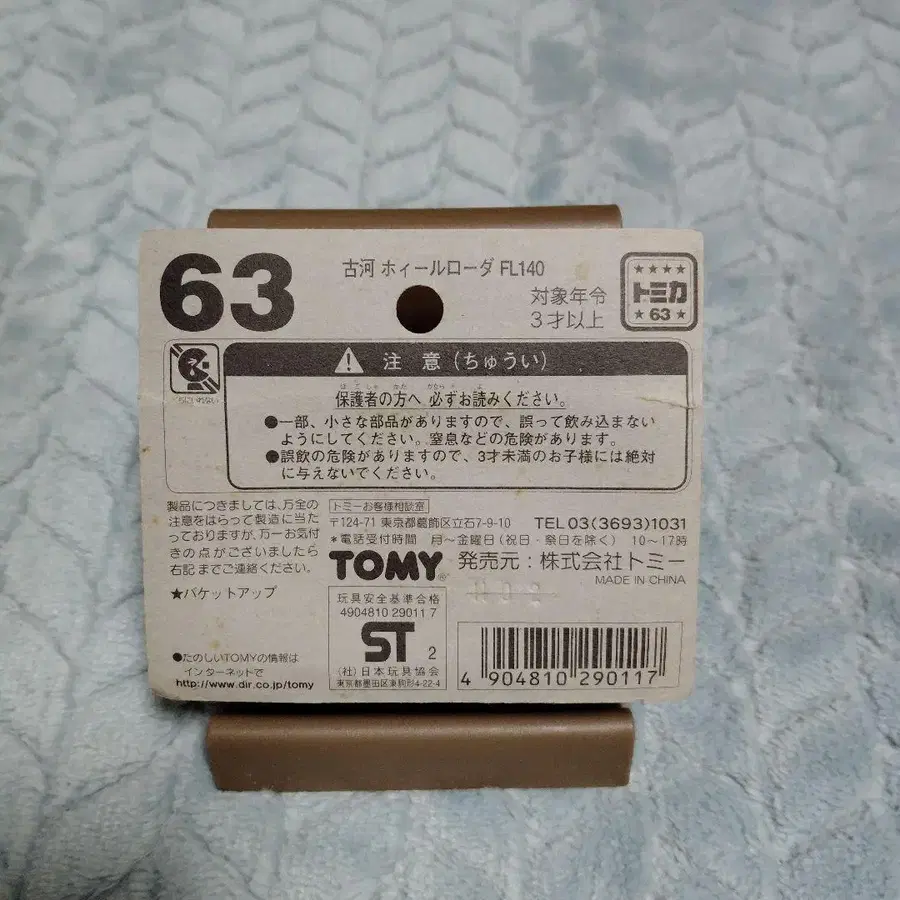 63
古河 ホィールローダ FL140
対象年令
3才以上
トミカ
63
注意(ちゅうい)
保護者の方へ 必ずお読みください。
●一部、小さな部品がありますので、誤って飲み込まない
ようにしてください。窒息などの危険があります。
●誤飲の危険がありますので、3才未満のお子様には絶対
に与えないでください。
製品につきましては、万全の
注意をはらって製造に当た
っておりますが、万一お気付
きの点がございましたら
右記までご連絡ください。
★バケットアップ
トミーお客様相談室
〒124-71 東京都葛飾区立石7-9-10 TEL 03(3693)1031
*電話受付時間 月~金曜日(祝日・祭日を除く) 10~17時
TOMY® 発売元:株式会社トミー
MADE IN CHINA
玩具安全基準合格
4904810 29011 7
ST 2
(社)日本玩具協会
東京都墨田区東駒形4-22-4
●たのしいTOMYの情報は
インターネットで
http://www.dir.co.jp/tomy
4 904810 290117